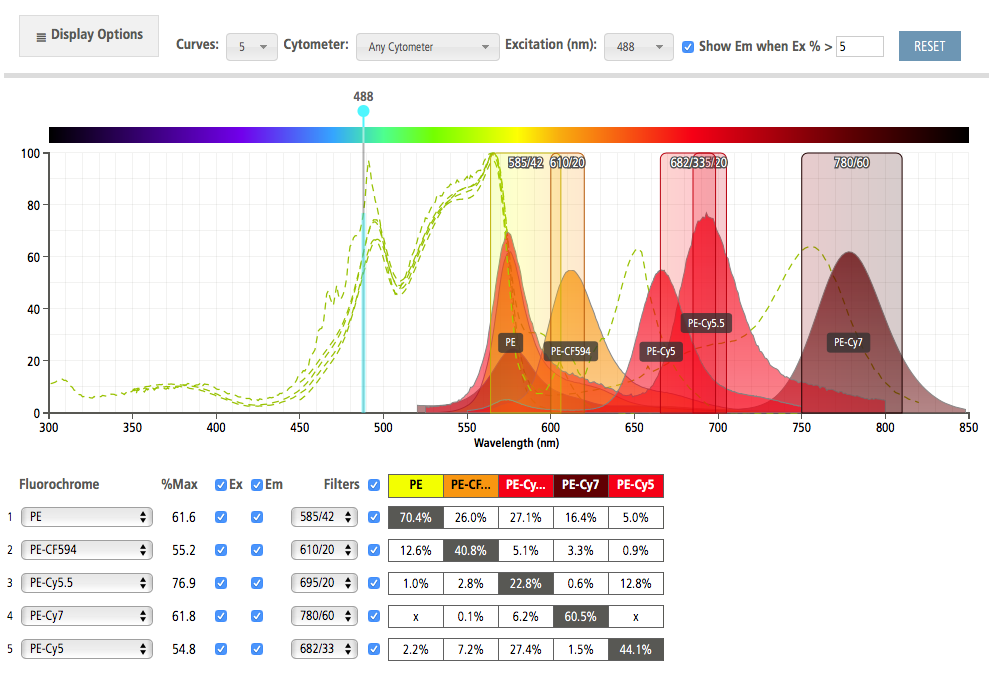 ≣ Display Options
Curves: 5 Cytometer: Any Cytometer Excitation (nm): 488 Show Em when Ex % > 5 RESET
488
585/42 610/20 682/33 5/20 780/60
100
80
60
40
20
0
PE
PE-CF594
PE-Cy5
PE-Cy5.5
PE-Cy7
300 350 400 450 500 550 600 650 700 750 800 850
Wavelength (nm)
Fluorochrome %Max Ex Em Filters PE PE-CF... PE-Cy... PE-Cy7 PE-Cy5
1 PE 61.6 585/42 70.4% 26.0% 27.1% 16.4% 5.0%
2 PE-CF594 55.2 610/20 12.6% 40.8% 5.1% 3.3% 0.9%
3 PE-Cy5.5 76.9 695/20 1.0% 2.8% 22.8% 0.6% 12.8%
4 PE-Cy7 61.8 780/60 x 0.1% 6.2% 60.5% x
5 PE-Cy5 54.8 682/33 2.2% 7.2% 27.4% 1.5% 44.1%